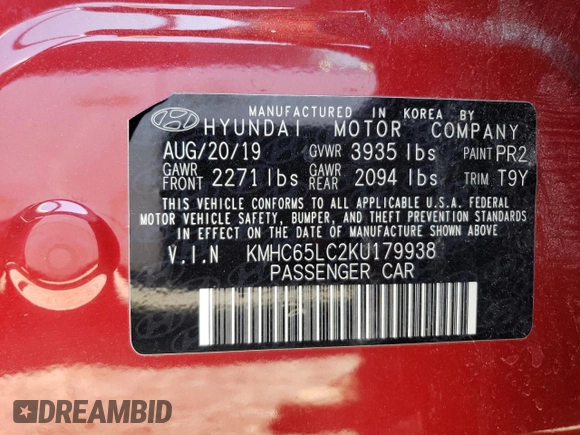 MANUFACTURED IN KOREA BY
HYUNDAI MOTOR COMPANY
AUG/20/19 GVWR 3935 lbs PAINT PR2
GAWR FRONT 2271 lbs GAWR REAR 2094 lbs TRIM T9Y
THIS VEHICLE CONFORMS TO ALL APPLICABLE U.S.A. FEDERAL
MOTOR VEHICLE SAFETY, BUMPER, AND THEFT PREVENTION STANDARDS
IN EFFECT ON THE DATE OF MANUFACTURE SHOWN ABOVE.
V.I.N KMHC65LC2KU179938
PASSENGER CAR
DREAMBID